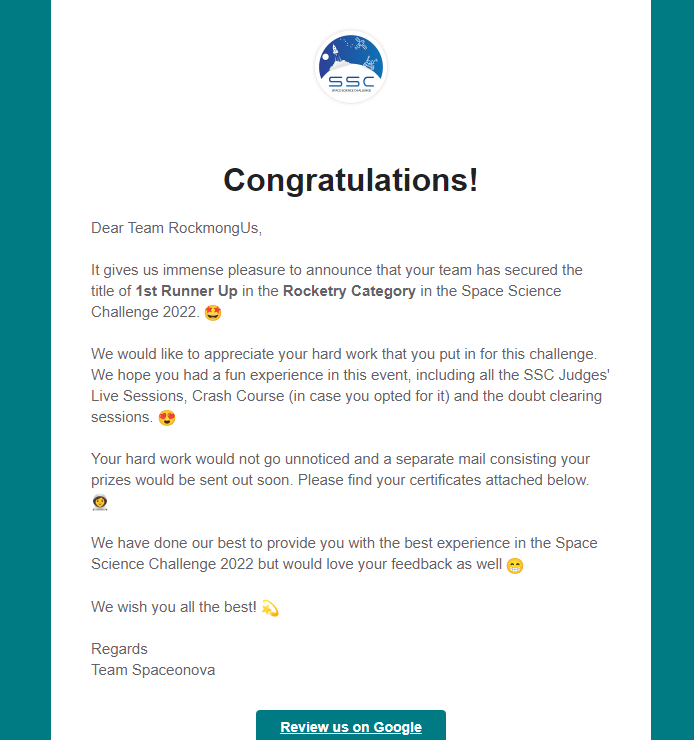 SSC
SPACE SCIENCE CHALLENGE
Congratulations!
Dear Team RockmongUs,
It gives us immense pleasure to announce that your team has secured the
title of 1st Runner Up in the Rocketry Category in the Space Science
Challenge 2022. 🤩
We would like to appreciate your hard work that you put in for this challenge.
We hope you had a fun experience in this event, including all the SSC Judges'
Live Sessions, Crash Course (in case you opted for it) and the doubt clearing
sessions. 😍
Your hard work would not go unnoticed and a separate mail consisting your
prizes would be sent out soon. Please find your certificates attached below.
👩‍🚀
We have done our best to provide you with the best experience in the Space
Science Challenge 2022 but would love your feedback as well 😁
We wish you all the best! 💫
Regards
Team Spaceonova
Review us on Google